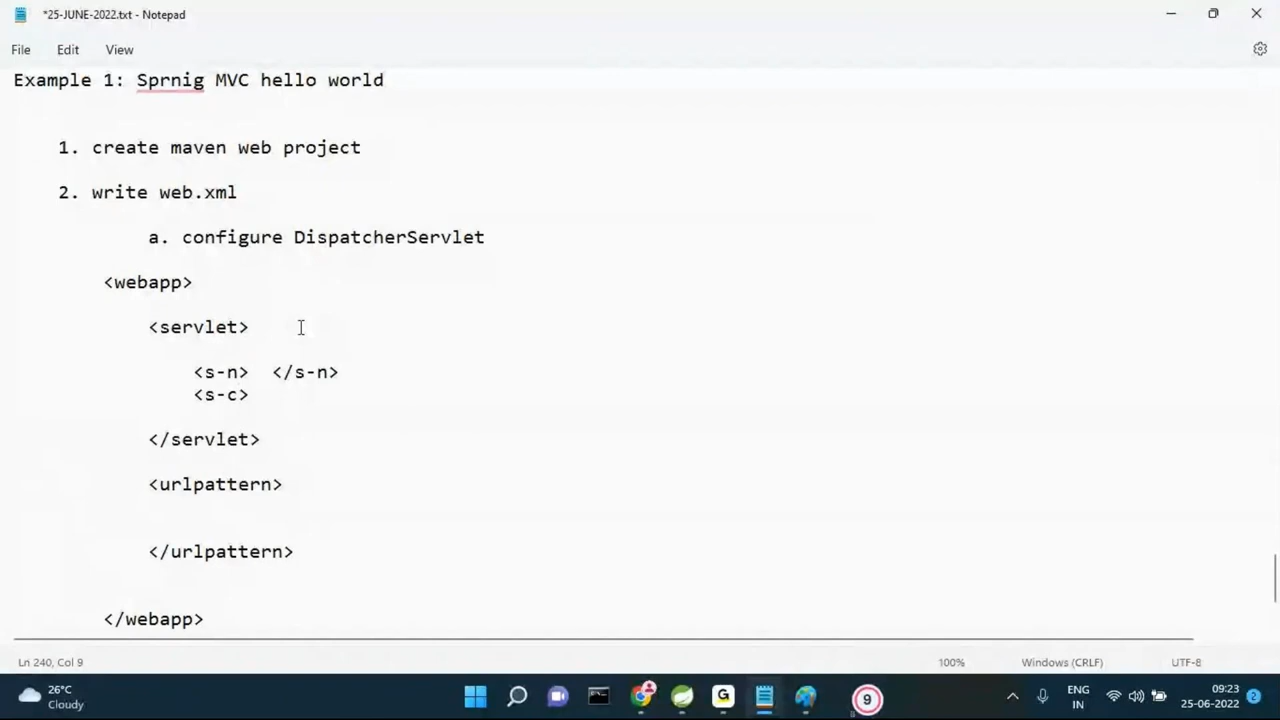 *25-JUNE-2022.txt - Notepad
File Edit View
Example 1: Sprnig MVC hello world
1. create maven web project
2. write web.xml
a. configure DispatcherServlet
<webapp>
<servlet>
<s-n> </s-n>
<s-c>
</servlet>
<urlpattern>
</urlpattern>
</webapp>
Ln 240, Col 9 100% Windows (CRLF) UTF-8
26°C
Cloudy
G
9
ENG
IN
09:23
25-06-2022
2